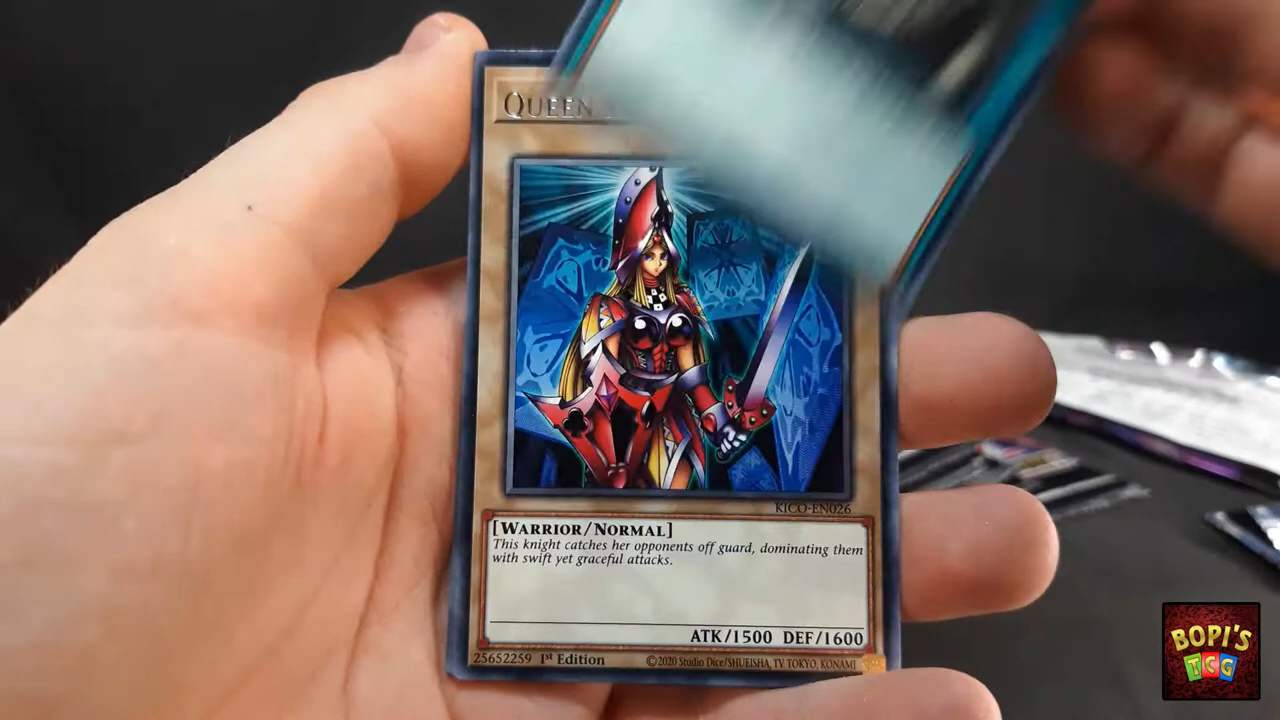 QUEEN
KICO-EN026
[WARRIOR/NORMAL]
This knight catches her opponents off guard, dominating them
with swift yet graceful attacks.
ATK/1500 DEF/1600
25652259 1st Edition ©2020 Studio Dice/SHUEISHA, TV TOKYO, KONAMI
BOPI'S
TCG